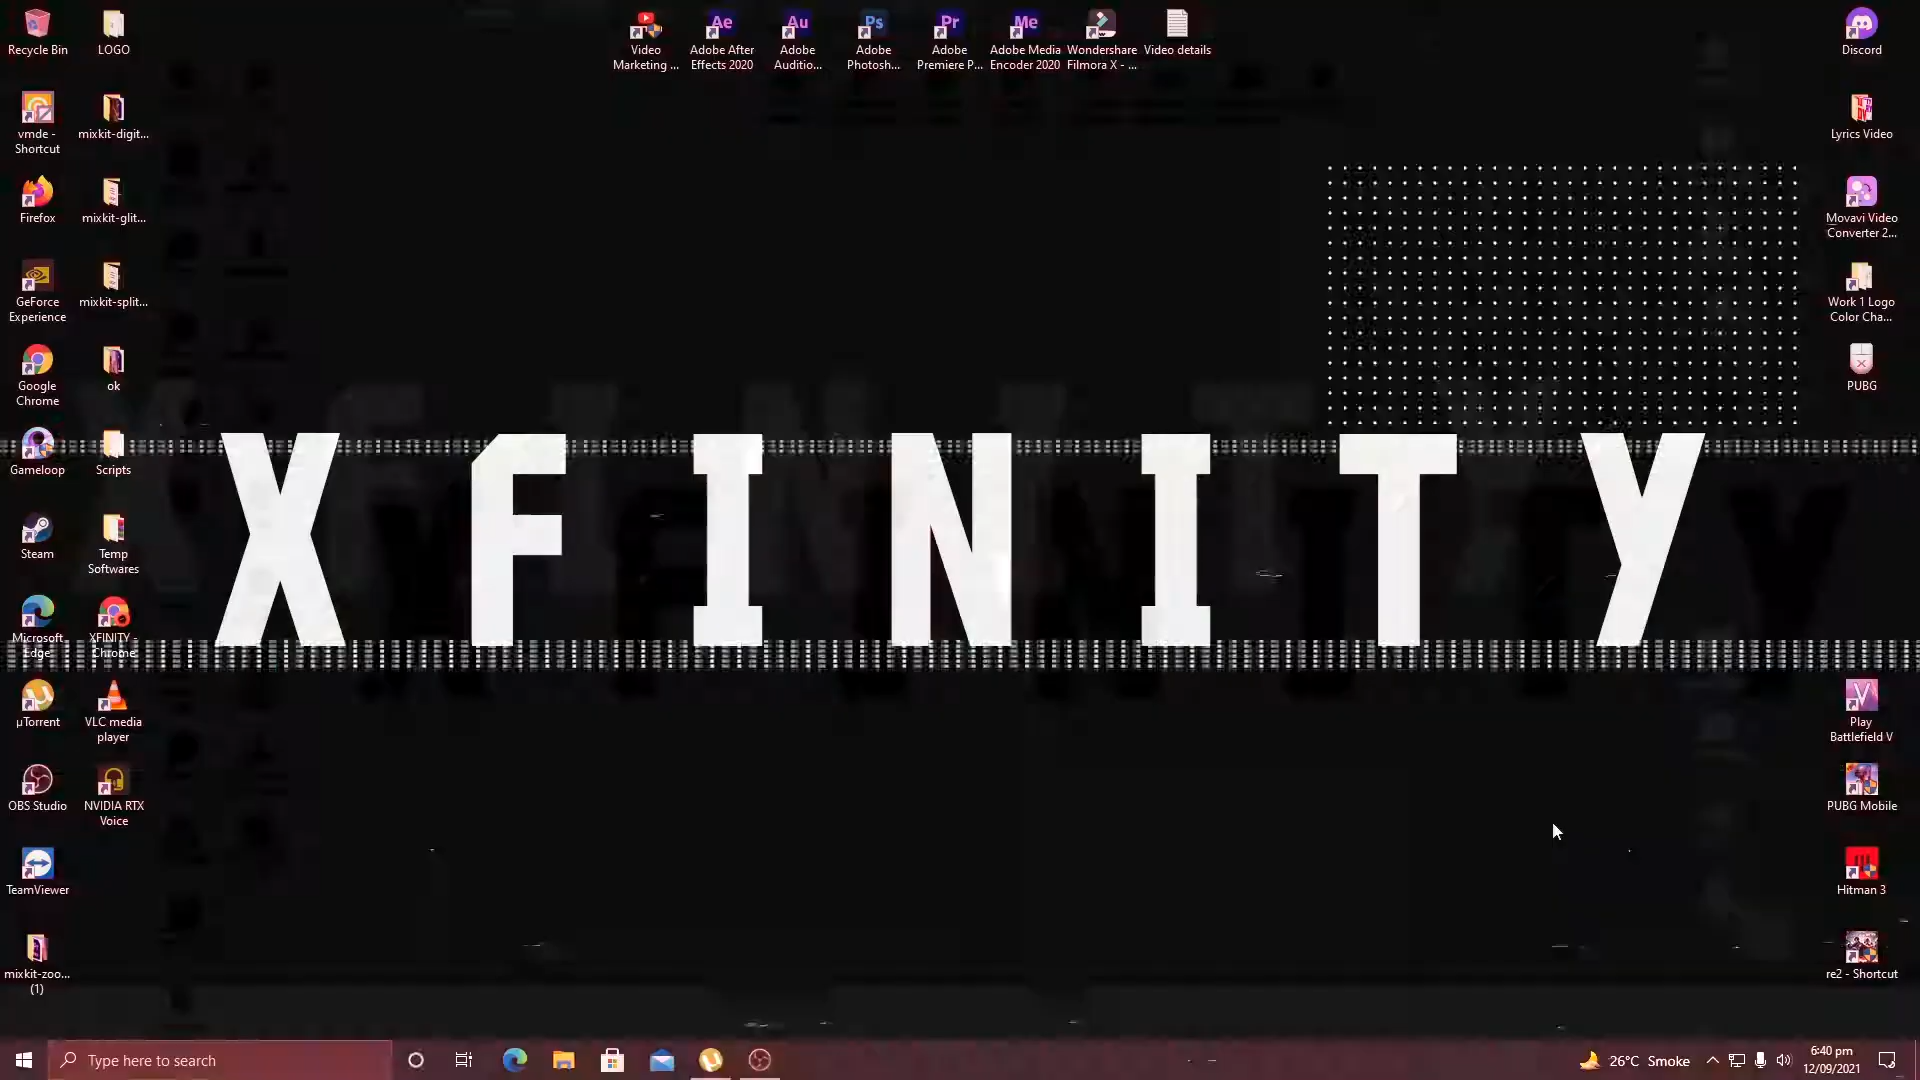 Recycle Bin
LOGO
Video
Marketing ...
Adobe After
Effects 2020
Adobe
Auditio...
Adobe
Photosh...
Adobe
Premiere P...
Adobe Media
Encoder 2020
Wondershare
Filmora X - ...
Video details
Discord
vmde -
Shortcut
mixkit-digit...
Lyrics Video
Firefox
mixkit-glit...
Movavi Video
Converter 2...
GeForce
Experience
mixkit-split...
Work 1 Logo
Color Cha...
Google
Chrome
ok
PUBG
Gameloop
Scripts
XFINITY
Steam
Temp
Softwares
Microsoft
Edge
XFINITY -
Chrome
µTorrent
VLC media
player
Play
Battlefield V
OBS Studio
NVIDIA RTX
Voice
PUBG Mobile
TeamViewer
Hitman 3
mixkit-zoo...
(1)
re2 - Shortcut
Type here to search
26°C Smoke
6:40 pm
12/09/2021